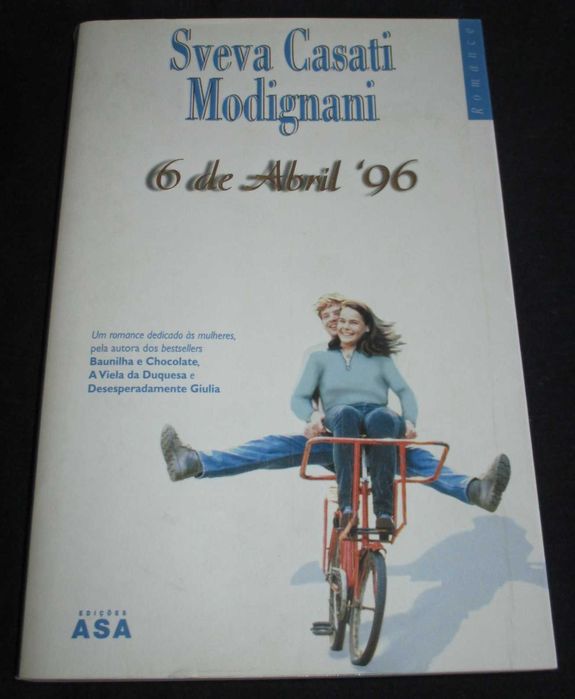 Sveva Casati
Modignani
Romance
6 de Abril '96
Um romance dedicado às mulheres,
pela autora dos bestsellers
Baunilha e Chocolate,
A Viela da Duquesa e
Desesperadamente Giulia
EDIÇÕES
ASA